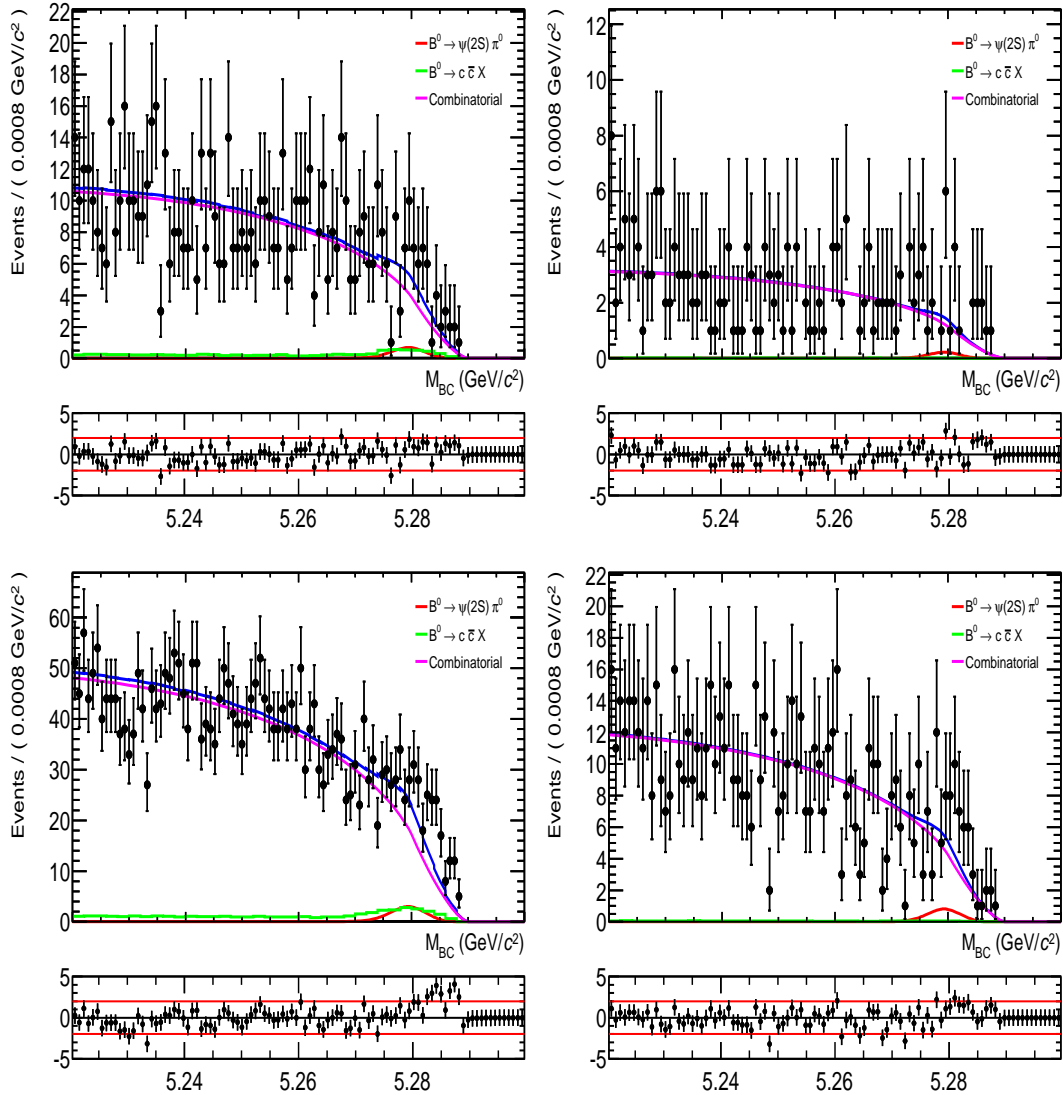 Events / ( 0.0008 GeV/c² )
22
20
18
16
14
12
10
8
6
4
2
0
B⁰ → ψ(2S) π⁰
B⁰ → c c̅ X
Combinatorial
M_BC (GeV/c²)
5
0
-5
5.24 5.26 5.28
Events / ( 0.0008 GeV/c² )
12
10
8
6
4
2
0
B⁰ → ψ(2S) π⁰
B⁰ → c c̅ X
Combinatorial
M_BC (GeV/c²)
5
0
-5
5.24 5.26 5.28
Events / ( 0.0008 GeV/c² )
60
50
40
30
20
10
0
B⁰ → ψ(2S) π⁰
B⁰ → c c̅ X
Combinatorial
M_BC (GeV/c²)
5
0
-5
5.24 5.26 5.28
Events / ( 0.0008 GeV/c² )
22
20
18
16
14
12
10
8
6
4
2
0
B⁰ → ψ(2S) π⁰
B⁰ → c c̅ X
Combinatorial
M_BC (GeV/c²)
5
0
-5
5.24 5.26 5.28